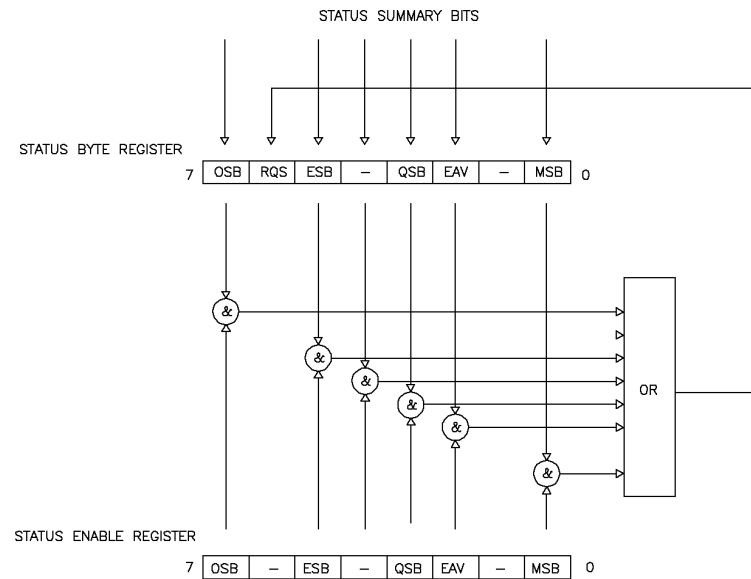 STATUS SUMMARY BITS
STATUS BYTE REGISTER
7 OSB RQS ESB – QSB EAV – MSB 0
&
&
&
&
&
&
OR
STATUS ENABLE REGISTER
7 OSB – ESB – QSB EAV – MSB 0